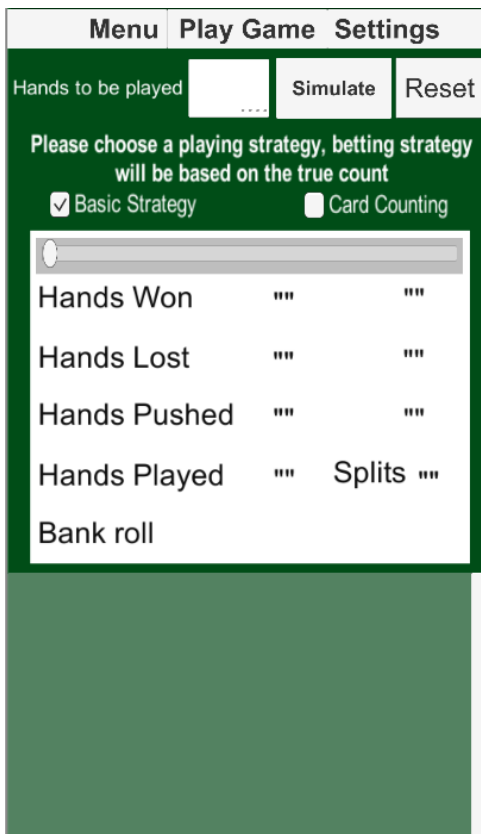 Menu Play Game Settings
Hands to be played .... Simulate Reset
Please choose a playing strategy, betting strategy
will be based on the true count
Basic Strategy Card Counting
Hands Won "" ""
Hands Lost "" ""
Hands Pushed "" ""
Hands Played "" Splits ""
Bank roll